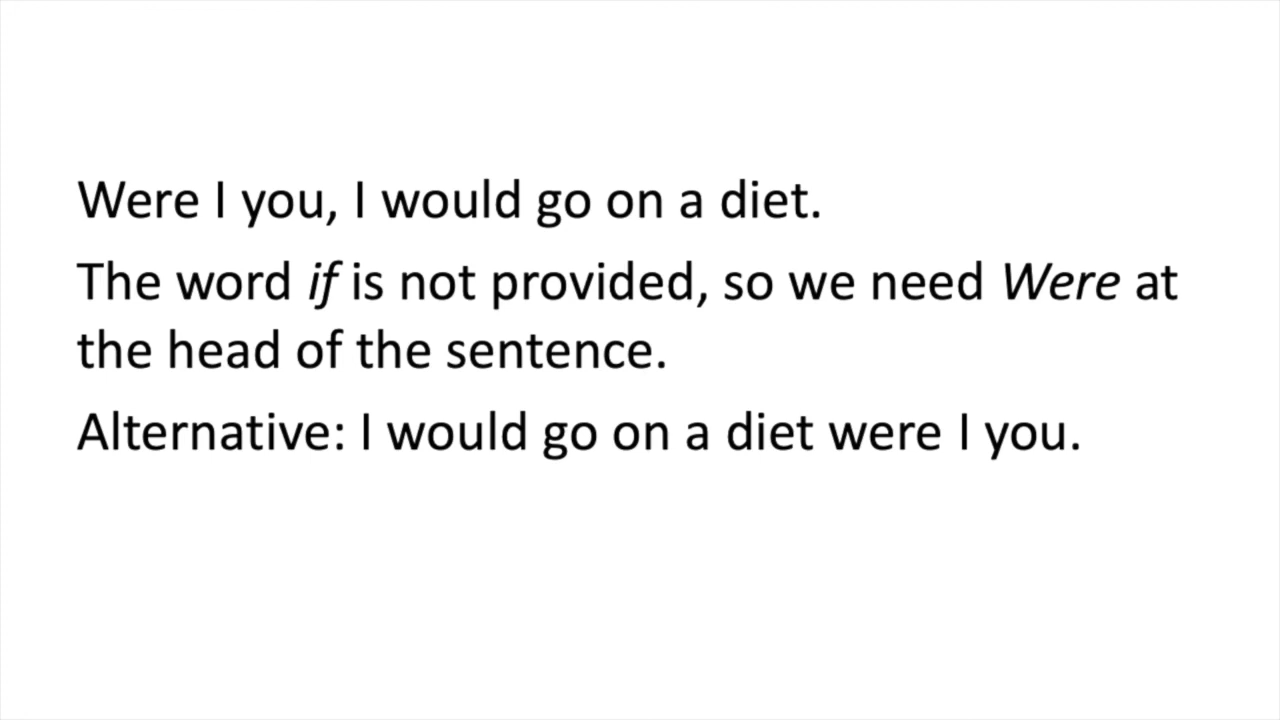 Were I you, I would go on a diet.
The word if is not provided, so we need Were at
the head of the sentence.
Alternative: I would go on a diet were I you.